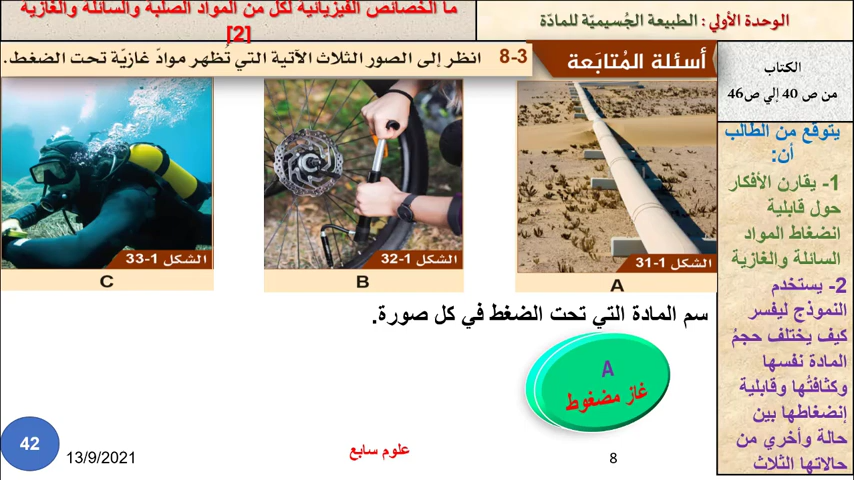 الوحدة الأولي : الطبيعة الجُسيميّة للمادّة
ما الخصائص الفيزيائية لكل من المواد الصلبة والسائلة والغازية
[2]
الكتاب
من ص 40 إلي ص46
يتوقع من الطالب
أن:
1- يقارن الأفكار
حول قابلية
انضغاط المواد
السائلة والغازية
2- يستخدم
النموذج ليفسر
كيف يختلف حجمُ
المادة نفسها
وكثافتُها وقابلية
إنضغاطها بين
حالة وأخري من
حالاتها الثلاث
أسئلة المُتابَعة
8-3 انظر إلى الصور الثلاث الآتية التي تُظهر موادّ غازيّة تحت الضغط.
الشكل 1-31
A
الشكل 1-32
B
الشكل 1-33
C
سم المادة التي تحت الضغط في كل صورة.
A
غاز مضغوط
8
علوم سابع
13/9/2021
42